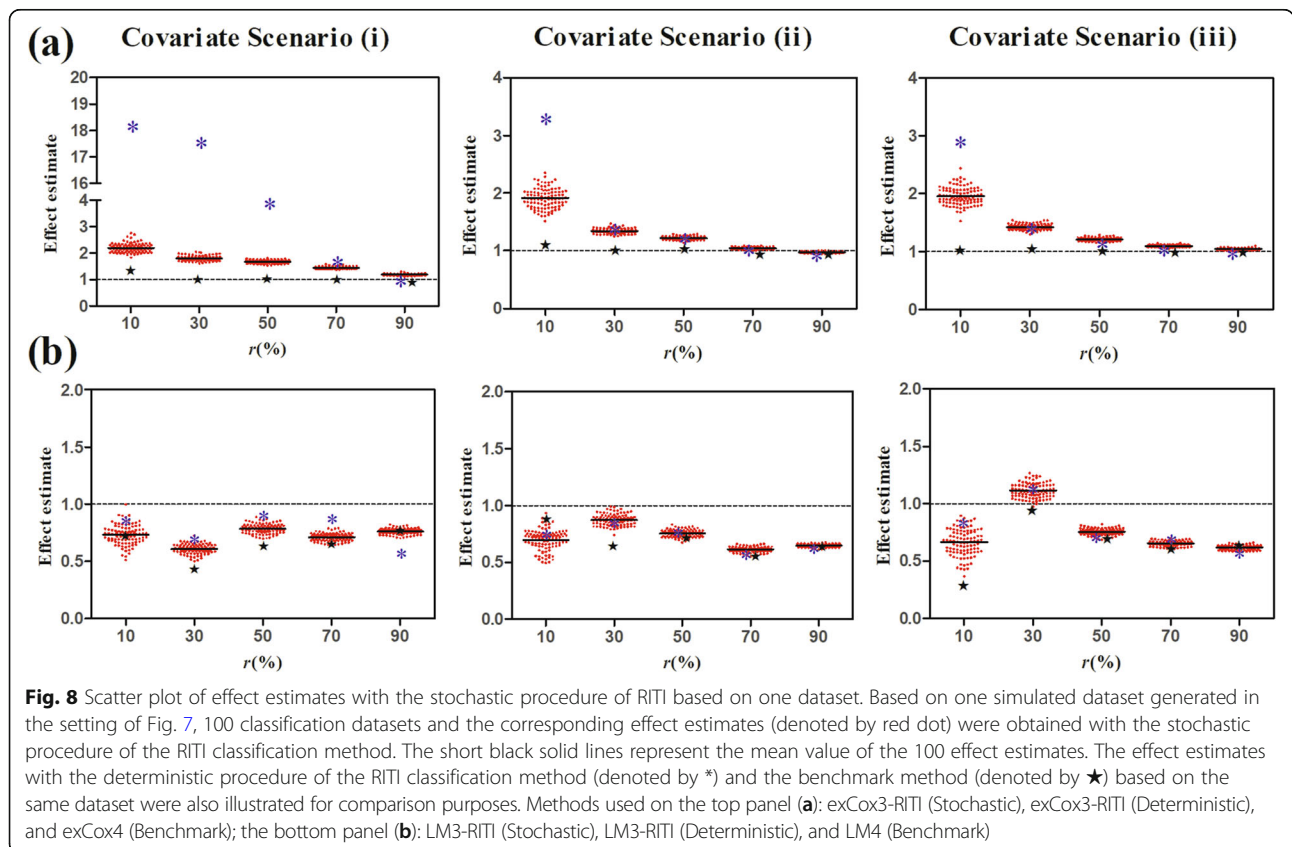 Covariate Scenario (i) Covariate Scenario (ii) Covariate Scenario (iii)
(a)
Effect estimate
20
19
18
17
16
4
3
2
1
0
10 30 50 70 90
r(%)
Effect estimate
4
3
2
1
0
10 30 50 70 90
r(%)
Effect estimate
4
3
2
1
0
10 30 50 70 90
r(%)
(b)
Effect estimate
2.0
1.5
1.0
0.5
0.0
10 30 50 70 90
r(%)
Effect estimate
2.0
1.5
1.0
0.5
0.0
10 30 50 70 90
r(%)
Effect estimate
2.0
1.5
1.0
0.5
0.0
10 30 50 70 90
r(%)
Fig. 8 Scatter plot of effect estimates with the stochastic procedure of RITI based on one dataset. Based on one simulated dataset generated in
the setting of Fig. 7, 100 classification datasets and the corresponding effect estimates (denoted by red dot) were obtained with the stochastic
procedure of the RITI classification method. The short black solid lines represent the mean value of the 100 effect estimates. The effect estimates
with the deterministic procedure of the RITI classification method (denoted by *) and the benchmark method (denoted by ★) based on the
same dataset were also illustrated for comparison purposes. Methods used on the top panel (a): exCox3-RITI (Stochastic), exCox3-RITI (Deterministic),
and exCox4 (Benchmark); the bottom panel (b): LM3-RITI (Stochastic), LM3-RITI (Deterministic), and LM4 (Benchmark)